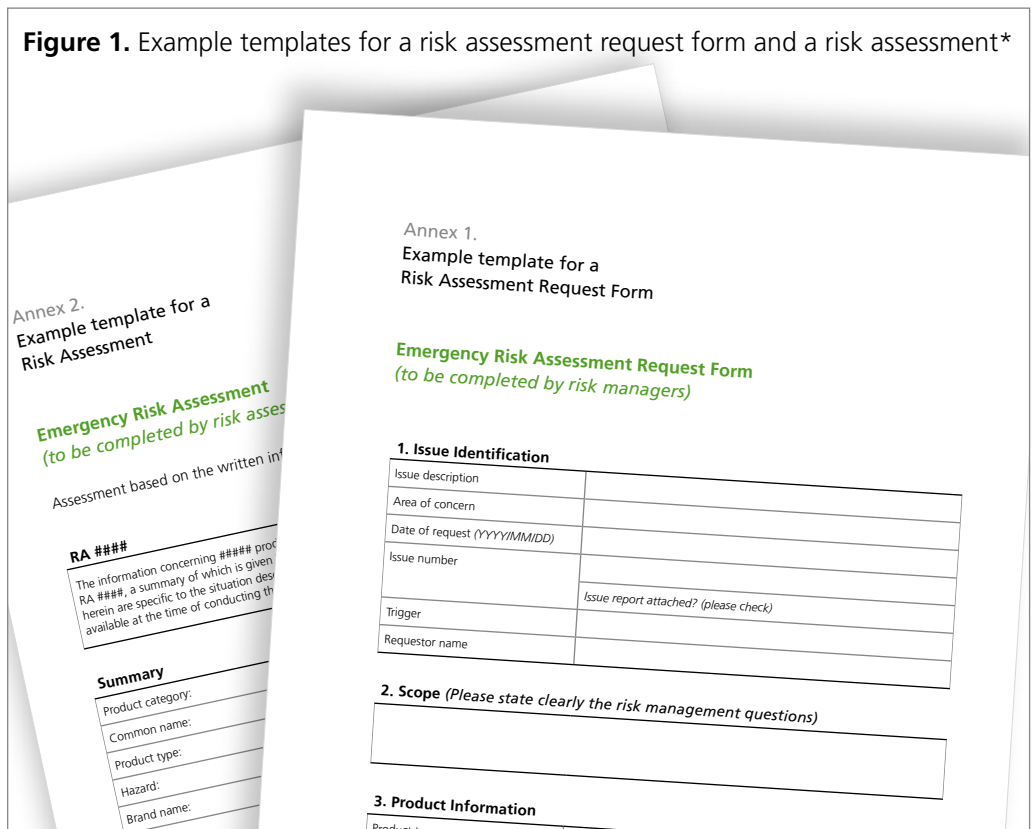 Figure 1. Example templates for a risk assessment request form and a risk assessment*
Annex 2.
Example template for a
Risk Assessment
Emergency Risk Assessment
(to be completed by risk
Assessment based on the written
RA ####
The information concerning #####
RA ####, a summary of which is given
herein are specific to the situation
available at the time of conducting
Summary
Product category:
Common name:
Product type:
Hazard:
Brand name:
Annex 1.
Example template for a
Risk Assessment Request Form
Emergency Risk Assessment Request Form
(to be completed by risk managers)
1. Issue Identification
Issue description
Area of concern
Date of request (YYYY/MM/DD)
Issue number
Issue report attached? (please check)
Trigger
Requestor name
2. Scope (Please state clearly the risk management questions)
3. Product Information